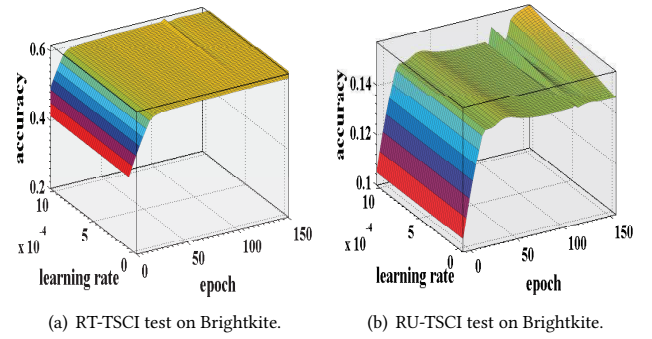 0.6
0.4
0.2
accuracy
10
5
0
x 10 -4
learning rate
0
50
100
150
epoch
0.14
0.12
0.1
accuracy
10
5
0
x 10 -4
learning rate
0
50
100
150
epoch
(a) RT-TSCI test on Brightkite.
(b) RU-TSCI test on Brightkite.